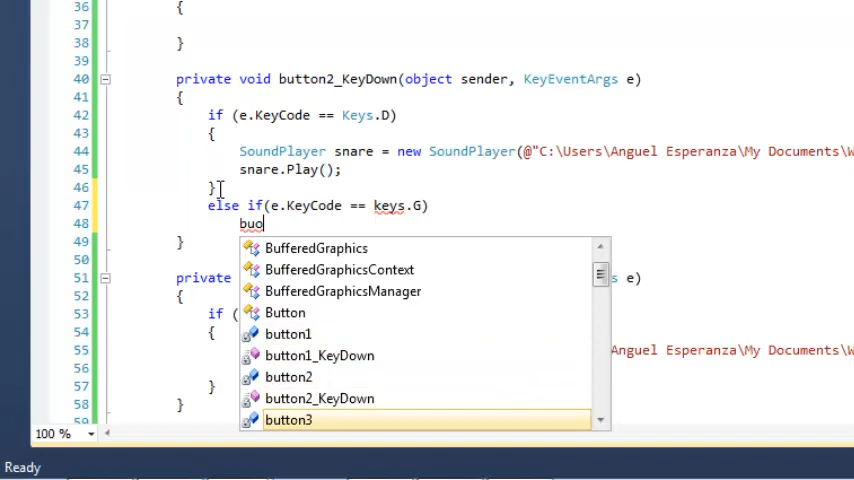 36 {
37
38 }
39
40 private void button2_KeyDown(object sender, KeyEventArgs e)
41 {
42 if (e.KeyCode == Keys.D)
43 {
44 SoundPlayer snare = new SoundPlayer(@"C:\Users\Anguel Esperanza\My Documents\W
45 snare.Play();
46 }
47 else if(e.KeyCode == keys.G)
48 buo
49 }
BufferedGraphics
50
BufferedGraphicsContext
51 private s e)
BufferedGraphicsManager
52 {
53 if ( Button
54 { button1
55 button1_KeyDown Anguel Esperanza\My Documents\W
56 button2
57 }
58 } button2_KeyDown
59 button3
100 %
Ready